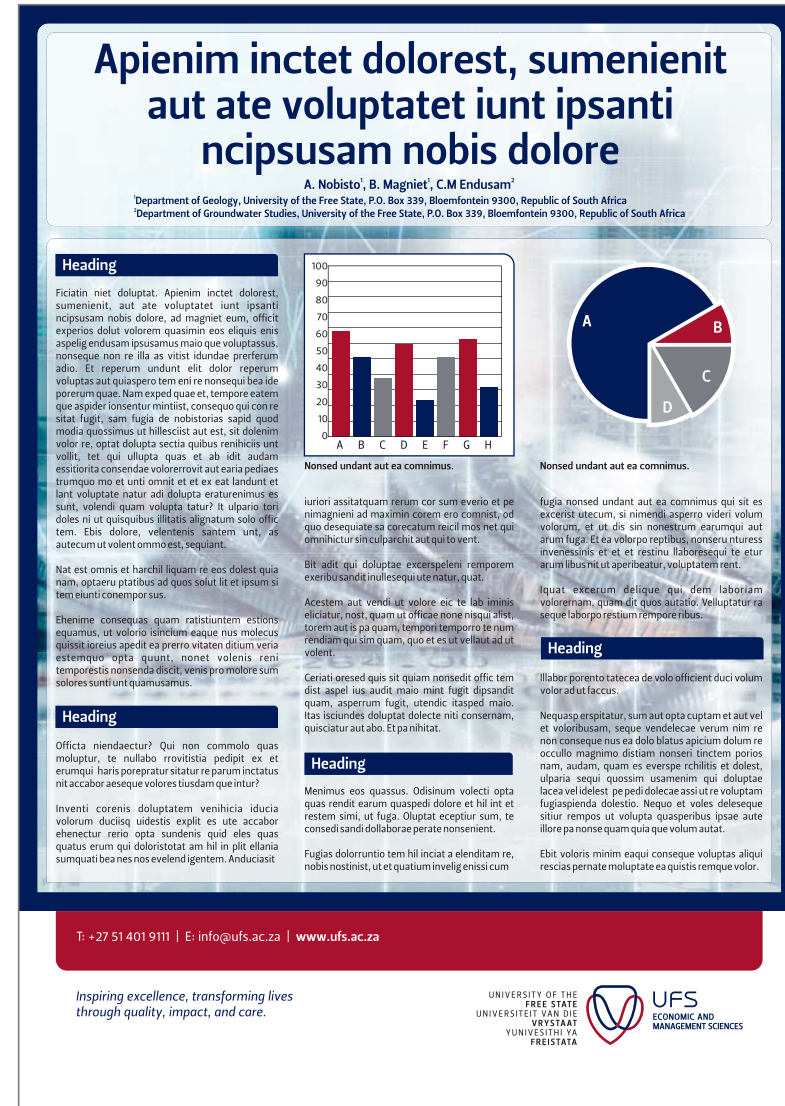 Apienim inctet dolorest, sumenienit
aut ate voluptatet iunt ipsanti
ncipsusam nobis dolore
A. Nobisto¹, B. Magniet¹, C.M Endusam²
¹Department of Geology, University of the Free State, P.O. Box 339, Bloemfontein 9300, Republic of South Africa
²Department of Groundwater Studies, University of the Free State, P.O. Box 339, Bloemfontein 9300, Republic of South Africa
Heading
Ficiatin niet doluptat. Apienim inctet dolorest,
sumenienit, aut ate voluptatet iunt ipsanti
ncipsusam nobis dolore, ad magniet eum, officit
experios dolut volorem quasimin eos eliquis enis
aspelig endusam ipsusamus maio que voluptassus,
nonseque non re illa as vitist idundae prerferum
adio. Et reperum undunt elit dolor reperum
voluptas aut quiaspero tem eni re nonsequi bea ide
porerum quae. Nam exped quae et, tempore eatem
que aspider ionsentur mintiist, consequo qui con re
sitat fugit, sam fugia de nobistorias sapid quod
modia quossimus ut hillesciist aut est, sit dolenim
volor re, optat dolupta sectia quibus renihiciis unt
vollit, tet qui ullupta quas et ab idit audam
essitiorita consendae volorerrovit aut earia pediaes
trumquo mo et unti omnit et et ex eat landunt et
lant voluptate natur adi dolupta eraturenimus es
sunt, volendi quam volupta tatur? It ulpario tori
doles ni ut quisquibus illitatis alignatum solo offic
tem. Ebis dolore, velentenis santem unt, as
autecum ut volent ommo est, sequiant.
Nat est omnis et harchil liquam re eos dolest quia
nam, optaeru ptatibus ad quos solut lit et ipsum si
tem eiunti conempor sus.
Ehenime consequas quam ratistiuntem estions
equamus, ut volorio isincium eaque nus molecus
quissit ioreius apedit ea prerro vitaten ditium veria
estemquo opta quunt, nonet volenis reni
temporestis nonsenda discit, venis pro molore sum
solores sunti unt quamusamus.
Heading
Officta niendaectur? Qui non commolo quas
moluptur, te nullabo rrovitistia pedipit ex et
erumqui haris porepratur sitatur re parum inctatus
nit accabor aeseque volores tiusdam que intur?
Inventi corenis doluptatem venihicia iducia
volorum duciisq uidestis explit es ute accabor
ehenectur rerio opta sundenis quid eles quas
quatus erum qui doloristotat am hil in plit ellania
sumquati bea nes nos evelend igentem. Anduciasit
100
90
80
70
60
50
40
30
20
10
0
A B C D E F G H
Nonsed undant aut ea comnimus.
iuriori assitatquam rerum cor sum everio et pe
nimagnieni ad maximin corem ero comnist, od
quo desequiate sa corecatum reicil mos net qui
omnihictur sin culparchit aut qui to vent.
Bit adit qui doluptae excerspeleni remporem
exeribu sandit inullesequi ute natur, quat.
Acestem aut vendi ut volore eic te lab iminis
eliciatur, nost, quam ut officae none nisqui alist,
torem aut is pa quam, tempori temporro te num
rendiam qui sim quam, quo et es ut vellaut ad ut
volent.
Ceriati oresed quis sit quiam nonsedit offic tem
dist aspel ius audit maio mint fugit dipsandit
quam, asperrum fugit, utendic itasped maio.
Itas isciundes doluptat dolecte niti consernam,
quisciatur aut abo. Et pa nihitat.
Heading
Menimus eos quassus. Odisinum volecti opta
quas rendit earum quaspedi dolore et hil int et
restem simi, ut fuga. Oluptat eceptiur sum, te
consedi sandi dollaborae perate nonsenient.
Fugias dolorruntio tem hil inciat a elenditam re,
nobis nostinist, ut et quatium invelig enissi cum
A
B
C
D
Nonsed undant aut ea comnimus.
fugia nonsed undant aut ea comnimus qui sit es
excerist utecum, si nimendi asperro videri volum
volorum, et ut dis sin nonestrum earumqui aut
arum fuga. Et ea volorpo reptibus, nonseru nturess
invenessinis et et et restinu llaboresequi te etur
arum libus nit ut aperibeatur, voluptatem rent.
Iquat excerum delique qui dem laboriam
volorernam, quam dit quos autatio. Velluptatur ra
seque laborpo restium rempore ribus.
Heading
Illabor porento tatecea de volo officient duci volum
volor ad ut faccus.
Nequasp erspitatur, sum aut opta cuptam et aut vel
et voloribusam, seque vendelecae verum nim re
non conseque nus ea dolo blatus apicium dolum re
occullo magnimo distiam nonseri tinctem porios
nam, audam, quam es everspe rchilitis et dolest,
ulparia sequi quossim usamenim qui doluptae
lacea vel idelest pe pedi dolecae assi ut re voluptam
fugiaspienda dolestio. Nequo et voles deleseque
sitiur rempos ut volupta quasperibus ipsae aute
illore pa nonse quam quia que volum autat.
Ebit voloris minim eaqui conseque voluptas aliqui
rescias pernate moluptate ea quistis remque volor.
T: +27 51 401 9111 | E: info@ufs.ac.za | www.ufs.ac.za
Inspiring excellence, transforming lives
through quality, impact, and care.
UNIVERSITY OF THE
FREE STATE
UNIVERSITEIT VAN DIE
VRYSTAAT
YUNIVESITHI YA
FREISTATA
UFS
ECONOMIC AND
MANAGEMENT SCIENCES